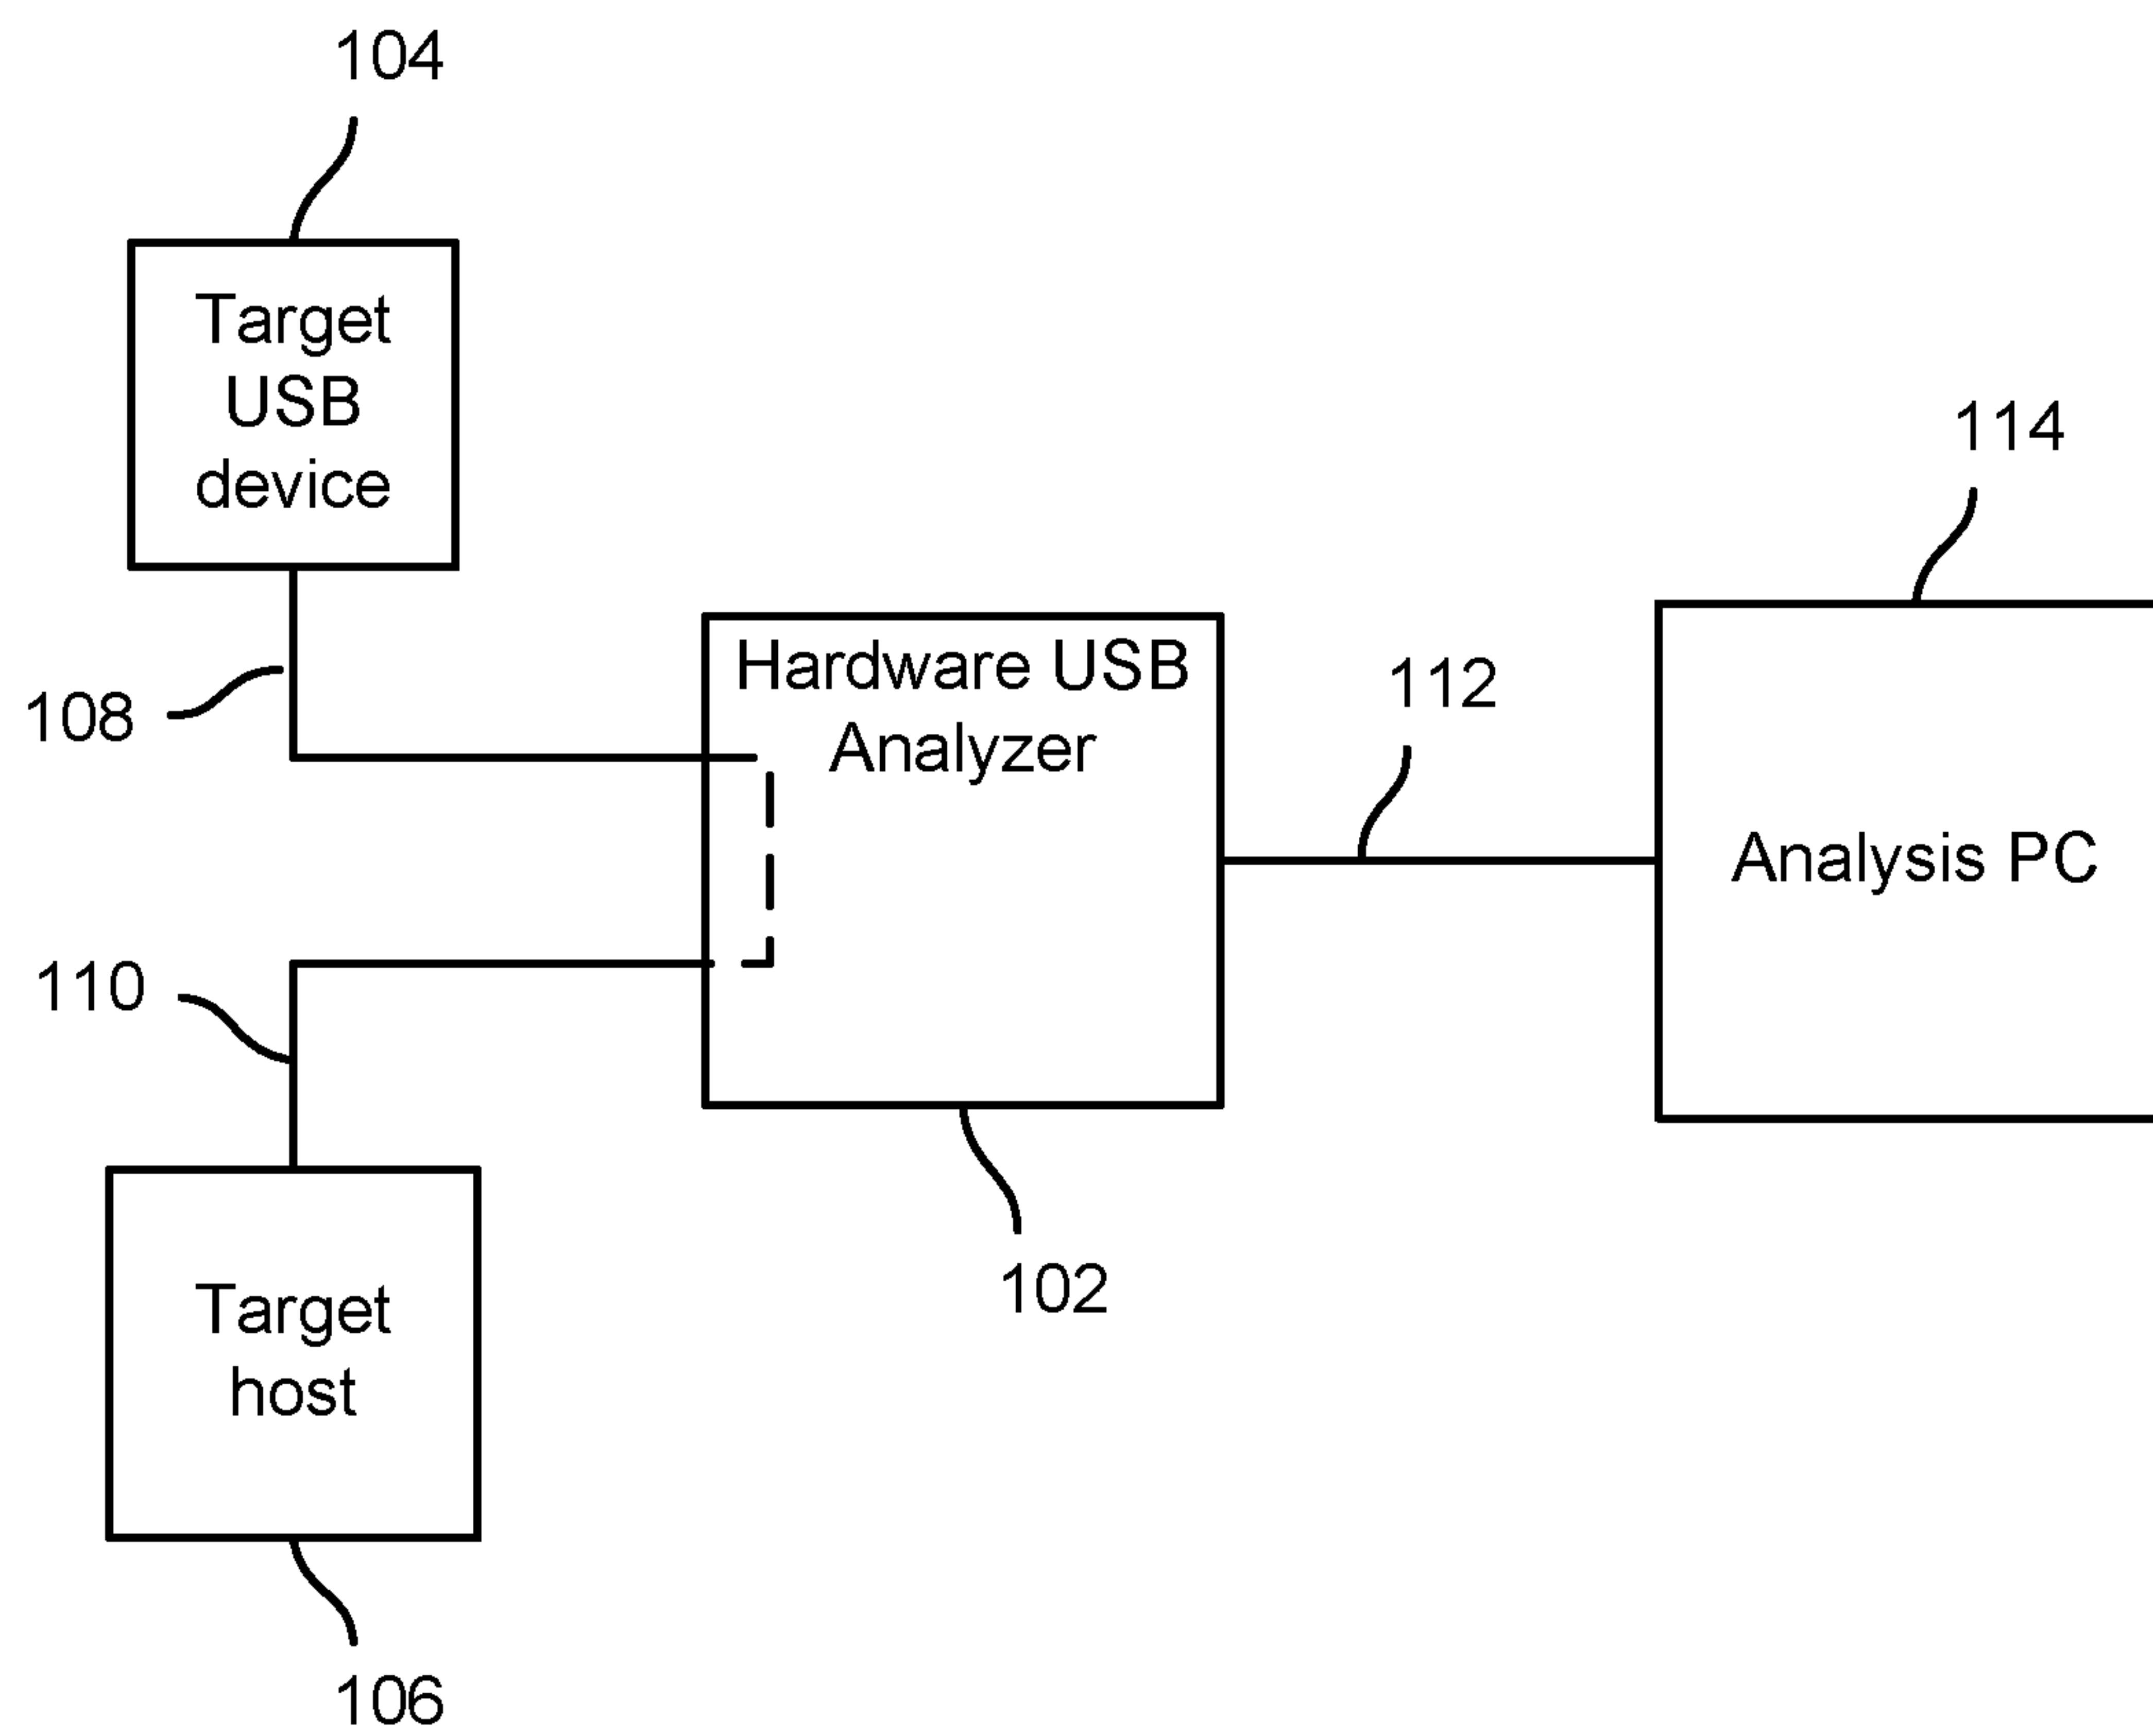 104
Target
USB
device
114
108
Hardware USB
Analyzer
112
Analysis PC
110
102
Target
host
106